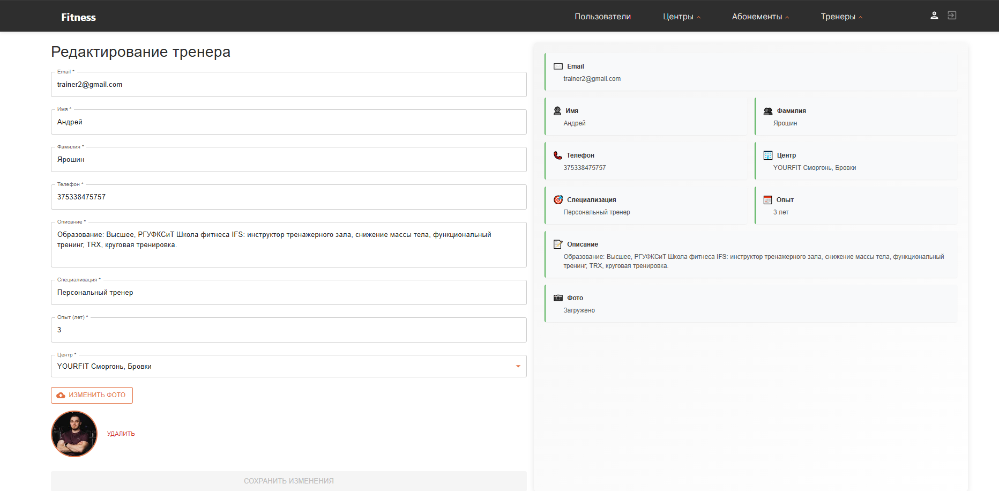 Fitness
Пользователи
Центры
Абонементы
Тренеры
Редактирование тренера
Email *
trainer2@gmail.com
Имя *
Андрей
Фамилия *
Ярошин
Телефон *
375338475757
Описание *
Образование: Высшее, РГУФКСиТ Школа фитнеса IFS: инструктор тренажерного зала, снижение массы тела, функциональный
тренинг, TRX, круговая тренировка.
Специализация *
Персональный тренер
Опыт (лет) *
3
Центр *
YOURFIT Сморгонь, Бровки
ИЗМЕНИТЬ ФОТО
УДАЛИТЬ
СОХРАНИТЬ ИЗМЕНЕНИЯ
Email
trainer2@gmail.com
Имя
Андрей
Фамилия
Ярошин
Телефон
375338475757
Центр
YOURFIT Сморгонь, Бровки
Специализация
Персональный тренер
Опыт
3 лет
Описание
Образование: Высшее, РГУФКСиТ Школа фитнеса IFS: инструктор тренажерного зала, снижение массы тела, функциональный
тренинг, TRX, круговая тренировка.
Фото
Загружено